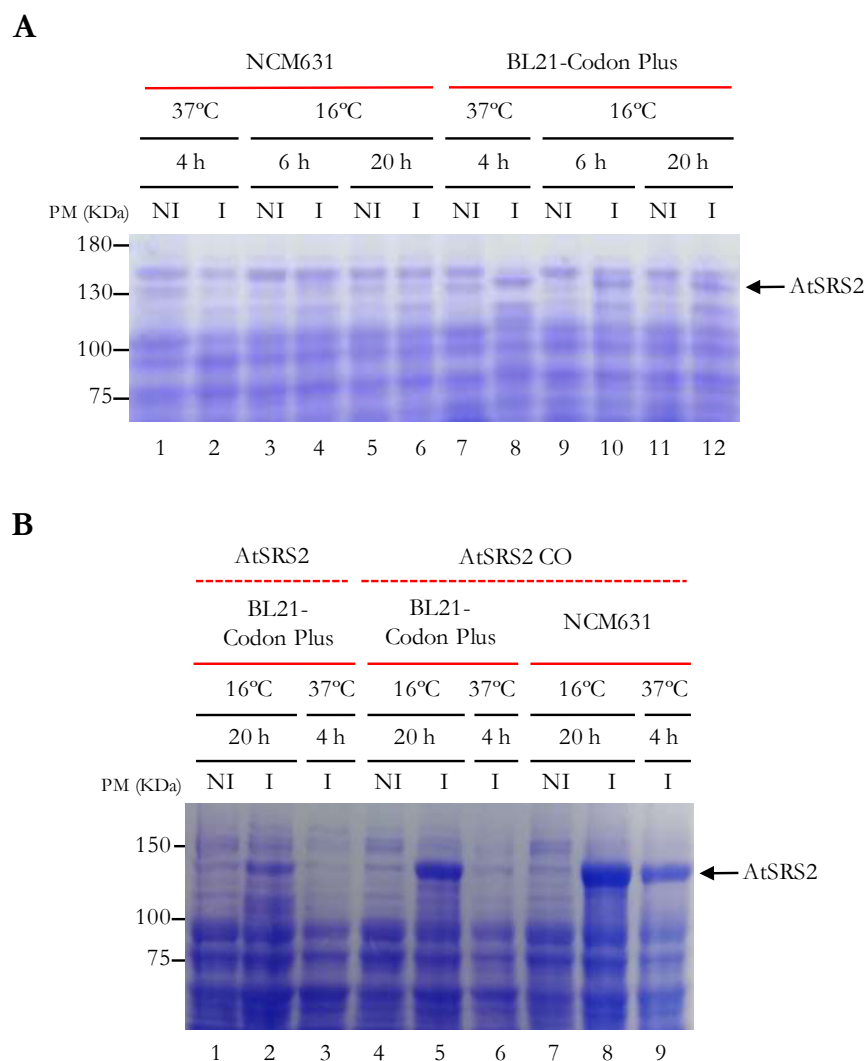 A
NCM631 BL21-Codon Plus
37ºC 16ºC 37ºC 16ºC
4 h 6 h 20 h 4 h 6 h 20 h
PM (KDa) NI I NI I NI I NI I NI I NI I
180
130
AtSRS2
100
75
1 2 3 4 5 6 7 8 9 10 11 12
B
AtSRS2 AtSRS2 CO
BL21-
Codon Plus
BL21-
Codon Plus
NCM631
16ºC 37ºC 16ºC 37ºC 16ºC 37ºC
20 h 4 h 20 h 4 h 20 h 4 h
PM (KDa) NI I I NI I I NI I I
150
AtSRS2
100
75
1 2 3 4 5 6 7 8 9